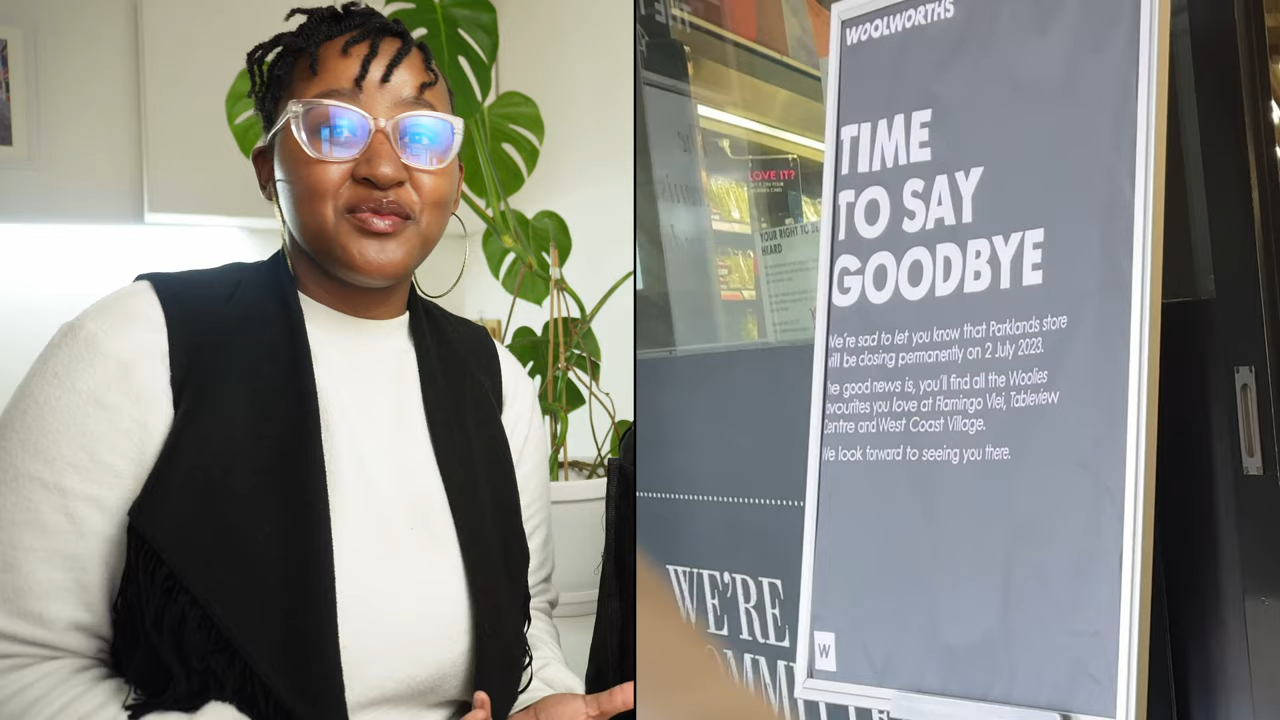 WOOLWORTHS
TIME
TO SAY
GOODBYE
We're sad to let you know that Parklands store
will be closing permanently on 2 July 2023.
The good news is, you'll find all the Woolies
favourites you love at Flamingo Vlei, Tableview
Centre and West Coast Village.
We look forward to seeing you there.
W
LOVE IT?
YOUR RIGHT TO BE
HEARD
WE'RE